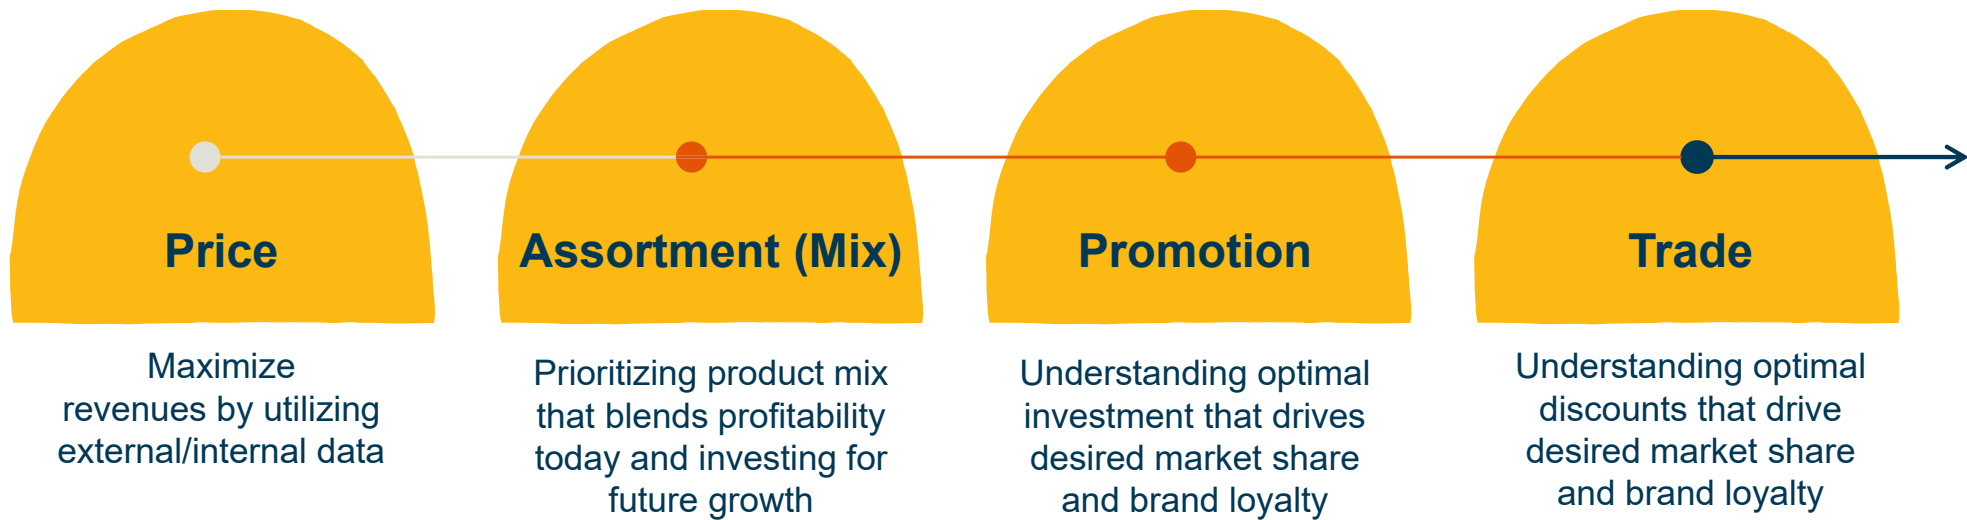 Price
Maximize
revenues by utilizing
external/internal data
Assortment (Mix)
Prioritizing product mix
that blends profitability
today and investing for
future growth
Promotion
Understanding optimal
investment that drives
desired market share
and brand loyalty
Trade
Understanding optimal
discounts that drive
desired market share
and brand loyalty